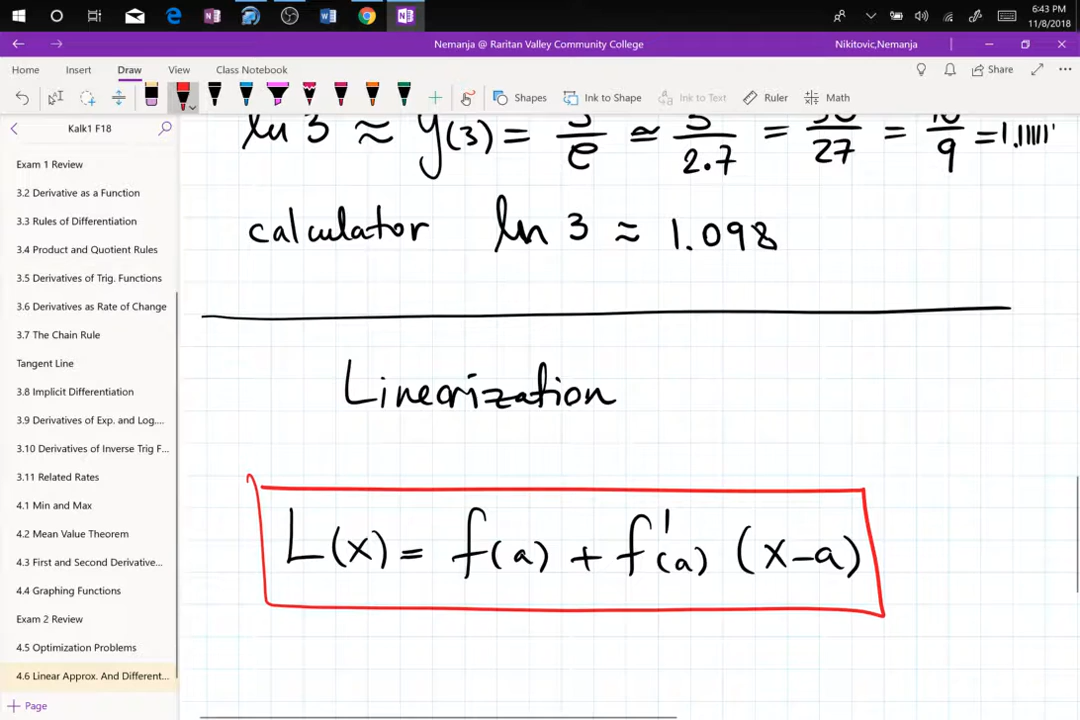 6:43 PM
11/8/2018
Nemanja @ Raritan Valley Community College
Nikitovic,Nemanja
Home Insert Draw View Class Notebook
Share
Shapes Ink to Shape Ink to Text Ruler Math
Kalk1 F18
Exam 1 Review
3.2 Derivative as a Function
3.3 Rules of Differentiation
3.4 Product and Quotient Rules
3.5 Derivatives of Trig. Functions
3.6 Derivatives as Rate of Change
3.7 The Chain Rule
Tangent Line
3.8 Implicit Differentiation
3.9 Derivatives of Exp. and Log....
3.10 Derivatives of Inverse Trig F...
3.11 Related Rates
4.1 Min and Max
4.2 Mean Value Theorem
4.3 First and Second Derivative...
4.4 Graphing Functions
Exam 2 Review
4.5 Optimization Problems
4.6 Linear Approx. And Different...
Page
ln 3 ≈ y(3) = 3/e ≃ 3/2.7 = 30/27 = 10/9 = 1.1111
calculator ln 3 ≈ 1.098
Linearization
L(x) = f(a) + f'(a) (x-a)